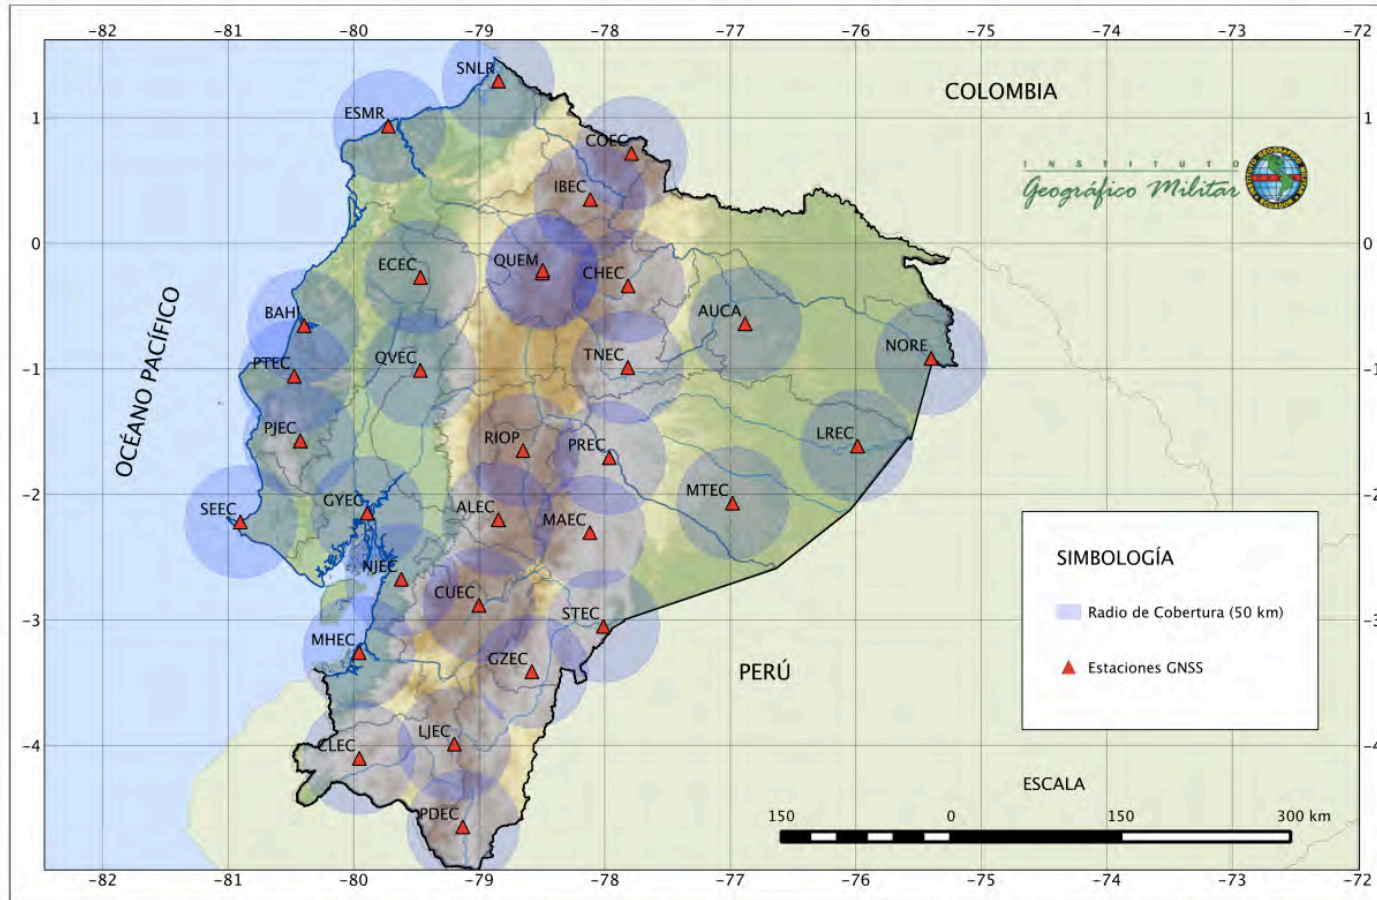 -82 -81 -80 -79 -78 -77 -76 -75 -74 -73 -72
SNLR
COLOMBIA
ESMR
1 1
COEC
INSTITUTO
Geográfico Militar
IBEC
0 0
QUEM
ECEC
CHEC
OCÉANO PACÍFICO
BAHI
AUCA
NORE
PTEC
QVEC
TNEC
-1 -1
PJEC
RIOP
PREC
LREC
-2 -2
SEEC
GYEC
ALEC
MAEC
MTEC
SIMBOLOGÍA
NJEC
CUEC
STEC
Radio de Cobertura (50 km)
-3 -3
MHEC
GZEC
PERÚ
Estaciones GNSS
LJEC
CLEC
-4 -4
ESCALA
PDEC
150 0 150 300 km
-82 -81 -80 -79 -78 -77 -76 -75 -74 -73 -72